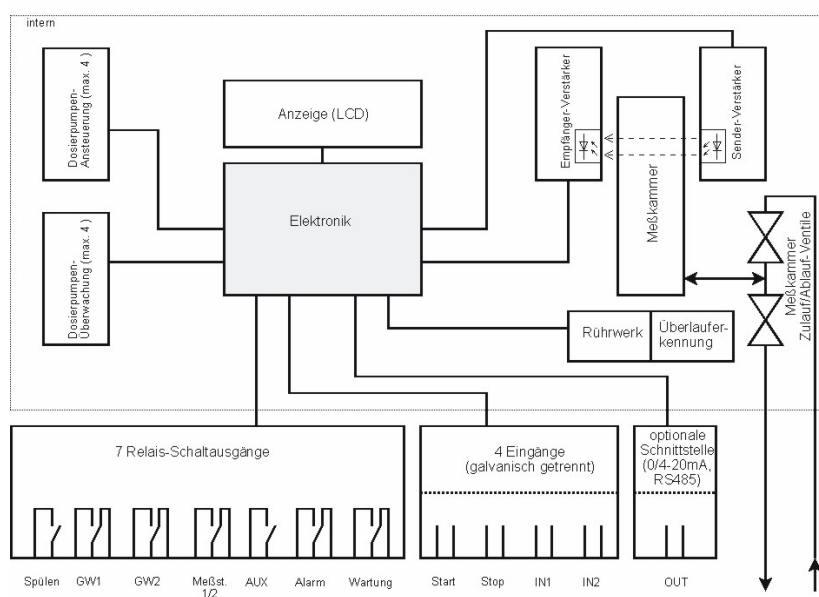 intern
Dosierpumpen-
Ansteuerung (max. 4 )
Anzeige (LCD)
Empfänger-Verstärker
Sender-Verstärker
Elektronik
Meßkammer
Dosierpumpen-
Überwachung (max. 4 )
Meßkammer
Zulauf/Ablauf-Ventile
Rührwerk
Überlaufer-
kennung
7 Relais-Schaltausgänge
4 Eingänge
(galvanisch getrennt)
optionale
Schnittstelle
(0/4-20mA,
RS485)
Spülen
GW1
GW2
Meßst.
1/2
AUX
Alarm
Wartung
Start
Stop
IN1
IN2
OUT